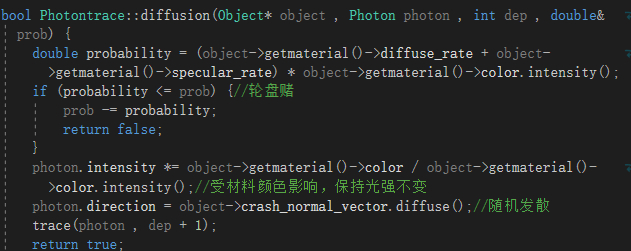 bool Photontrace::diffusion(Object* object , Photon photon , int dep , double&
prob) {
double probability = (object->getmaterial()->diffuse_rate + object-
>getmaterial()->specular_rate) * object->getmaterial()->color.intensity();
if (probability <= prob) {//轮盘赌
prob -= probability;
return false;
}
photon.intensity *= object->getmaterial()->color / object->getmaterial()-
>color.intensity();//受材料颜色影响，保持光强不变
photon.direction = object->crash_normal_vector.diffuse();//随机发散
trace(photon , dep + 1);
return true;